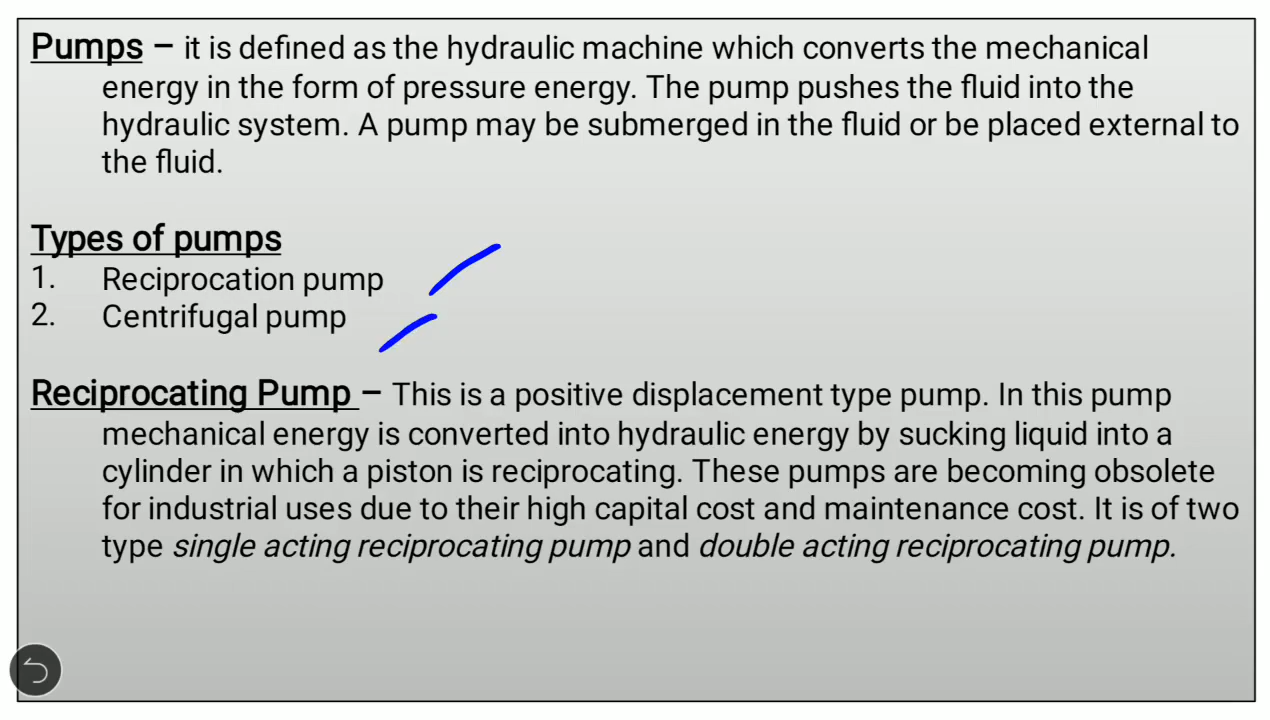 Pumps – it is defined as the hydraulic machine which converts the mechanical
energy in the form of pressure energy. The pump pushes the fluid into the
hydraulic system. A pump may be submerged in the fluid or be placed external to
the fluid.
Types of pumps
1. Reciprocation pump
2. Centrifugal pump
Reciprocating Pump – This is a positive displacement type pump. In this pump
mechanical energy is converted into hydraulic energy by sucking liquid into a
cylinder in which a piston is reciprocating. These pumps are becoming obsolete
for industrial uses due to their high capital cost and maintenance cost. It is of two
type single acting reciprocating pump and double acting reciprocating pump.